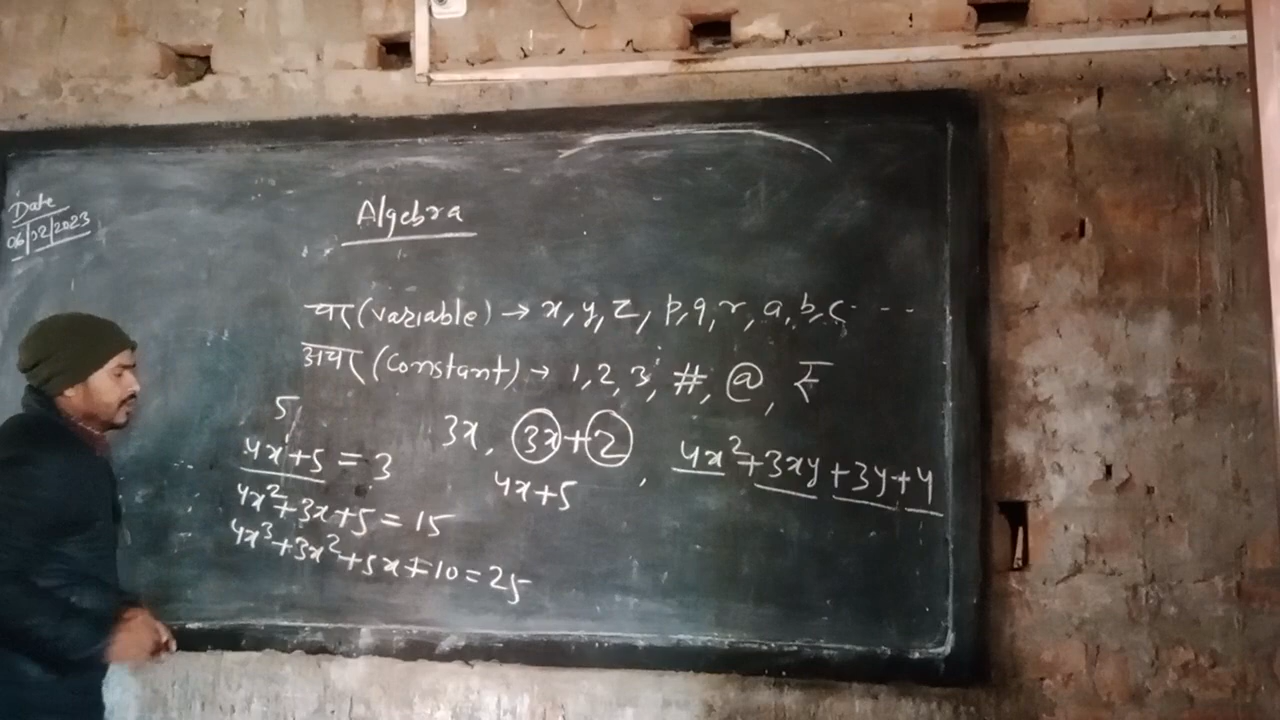 Date
06/12/2023
Algebra
चर (variable) → x, y, z, p, q, r, a, b, c - - -
अचर (Constant) → 1, 2, 3, #, @, ₹
5
4x+5 = 3
3x, 3x+2, 4x²+3xy+3y+4
4x+5
4x²+3x+5 = 15
4x³+3x²+5x+10=25